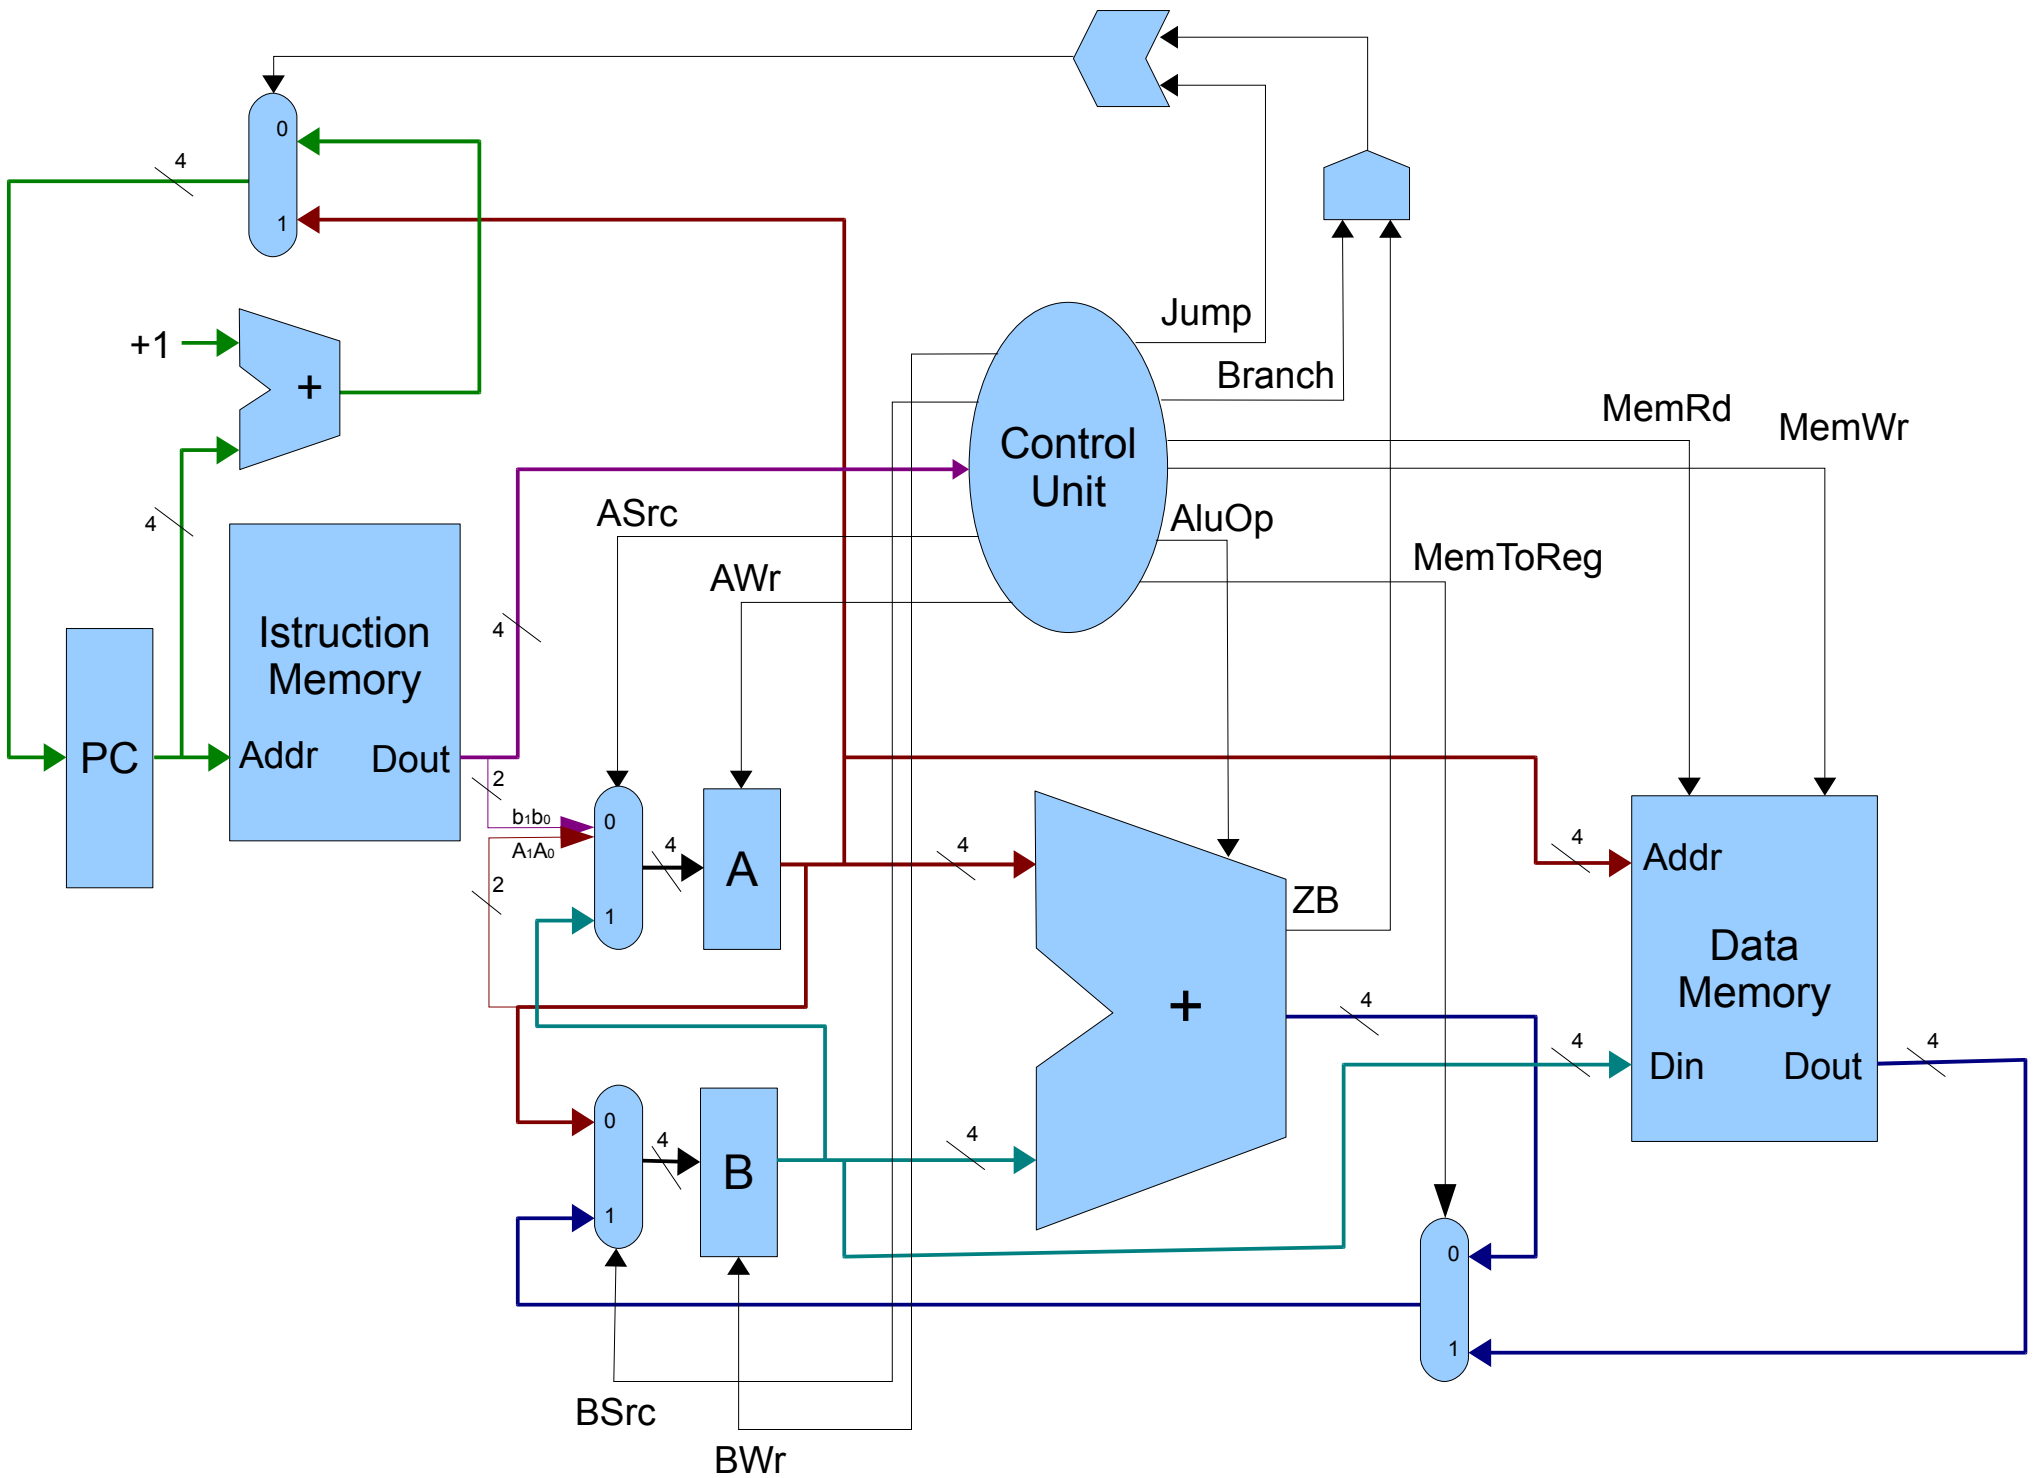 4
0
1
+1
+
4
Jump
Branch
MemRd
MemWr
Control
Unit
ASrc
AluOp
MemToReg
AWr
Istruction
Memory
Addr
Dout
PC
4
2
b₁b₀
A₁A₀
2
0
1
4
A
4
ZB
4
Addr
Data
Memory
Din
Dout
4
4
4
+
0
1
4
B
4
0
1
BSrc
BWr